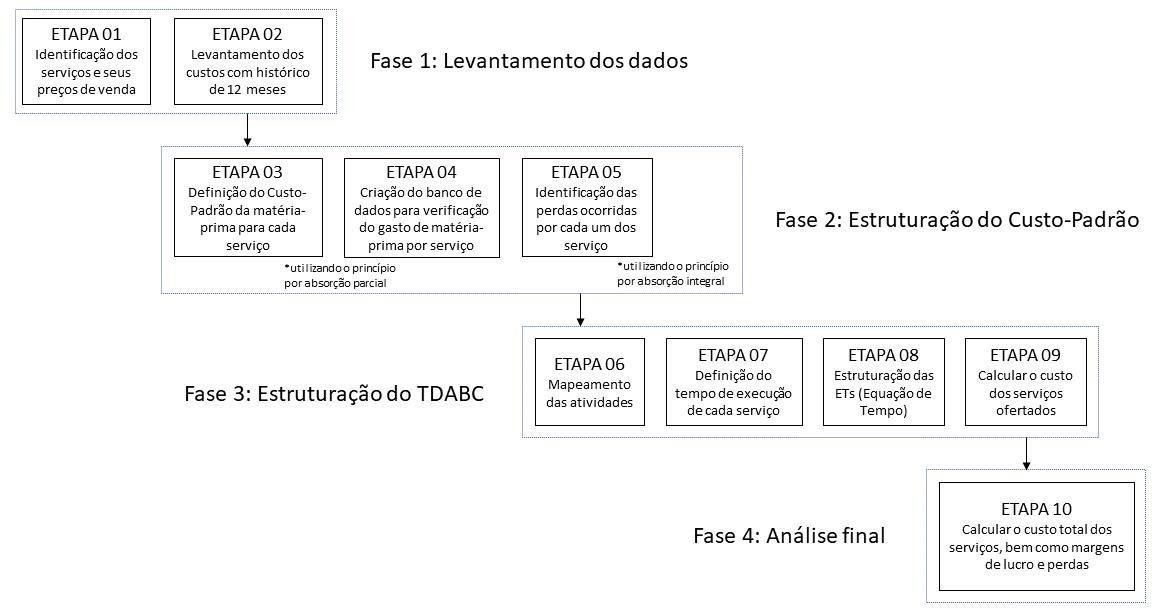 ETAPA 01
Identificação dos
serviços e seus
preços de venda
ETAPA 02
Levantamento dos
custos com histórico
de 12 meses
Fase 1: Levantamento dos dados
ETAPA 03
Definição do Custo-
Padrão da matéria-
prima para cada
serviço
ETAPA 04
Criação do banco de
dados para verificação
do gasto de matéria-
prima por serviço
ETAPA 05
Identificação das
perdas ocorridas
por cada um dos
serviço
*utilizando o princípio
por absorção parcial
*utilizando o princípio
por absorção integral
Fase 2: Estruturação do Custo-Padrão
Fase 3: Estruturação do TDABC
ETAPA 06
Mapeamento
das atividades
ETAPA 07
Definição do
tempo de execução
de cada serviço
ETAPA 08
Estruturação das
ETs (Equação de
Tempo)
ETAPA 09
Calcular o custo
dos serviços
ofertados
Fase 4: Análise final
ETAPA 10
Calcular o custo total dos
serviços, bem como margens
de lucro e perdas